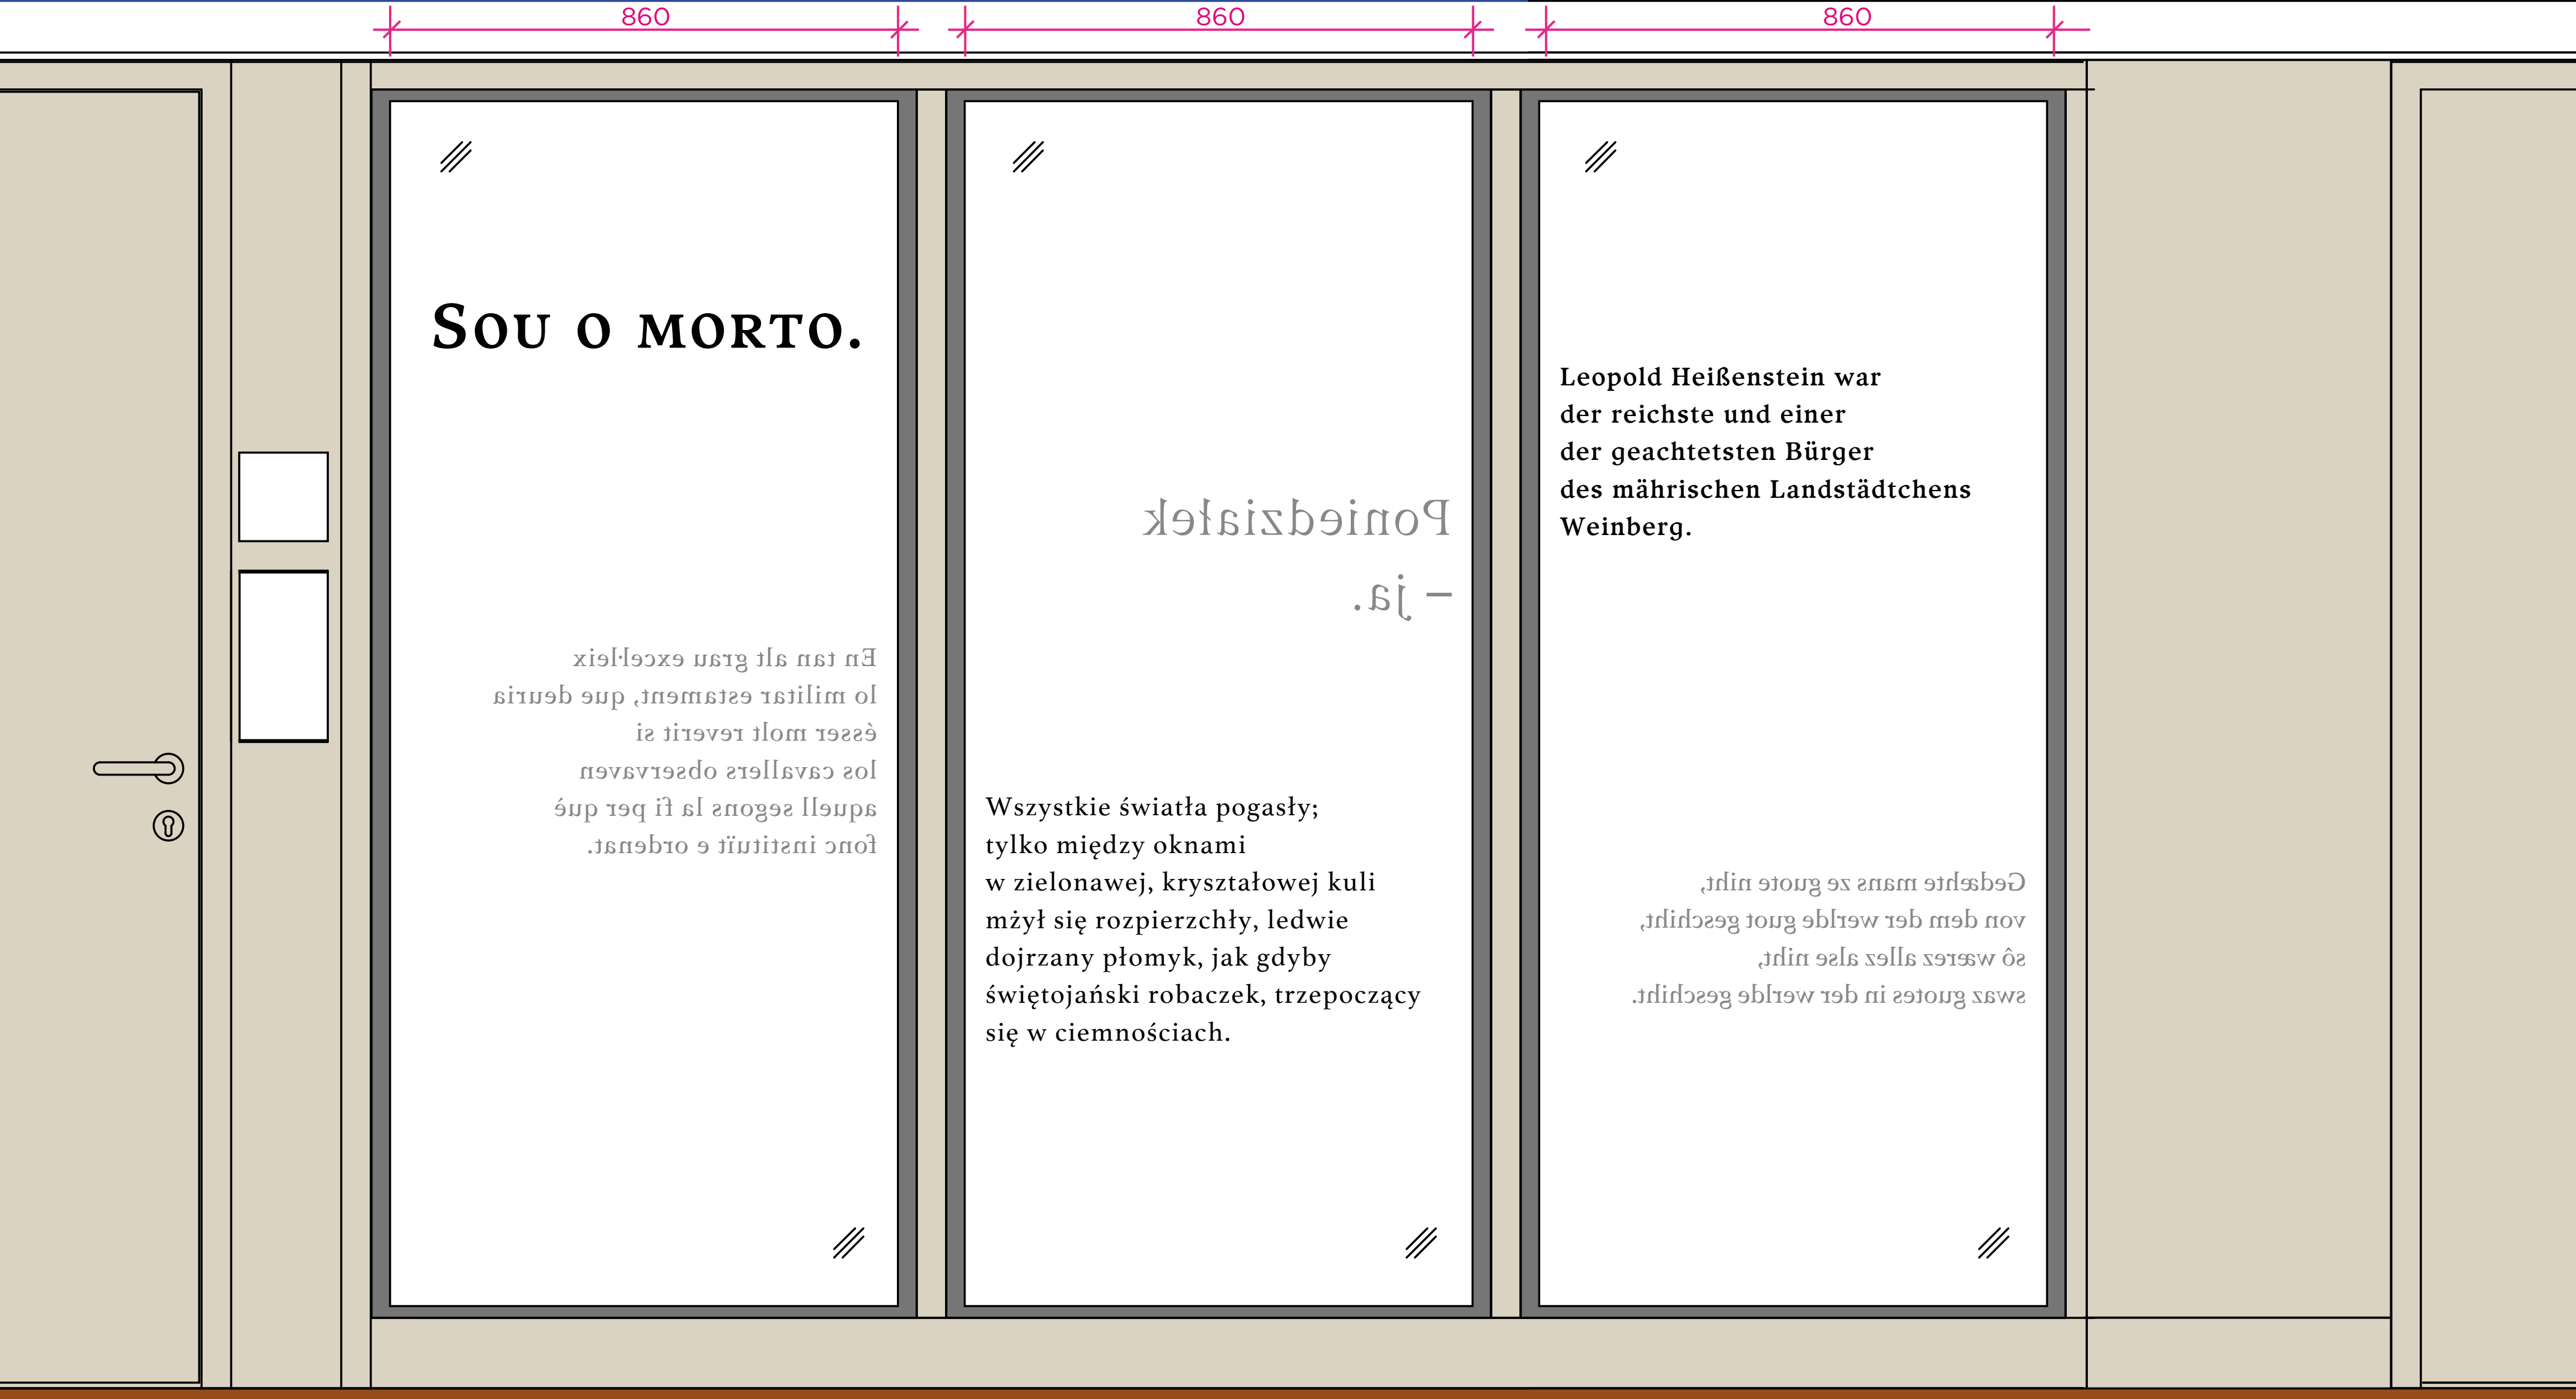 860
860
860
Sou o morto.
En tan alt grau excel·leix
lo militar estament, que deuria
ésser molt reverit si
los cavallers observaven
aquell segons la fi per què
fonc instituït e ordenat.
Poniedziałek
– ja.
Wszystkie światła pogasły;
tylko między oknami
w zielonawej, kryształowej kuli
mżył się rozpierzchły, ledwie
dojrzany płomyk, jak gdyby
świętojański robaczek, trzepoczący
się w ciemnościach.
Leopold Heißenstein war
der reichste und einer
der geachtetsten Bürger
des mährischen Landstädtchens
Weinberg.
Gedæhte mans ze guote niht,
von dem der werlde guot geschiht,
sô wærez allez alse niht,
swaz guotes in der werlde geschiht.